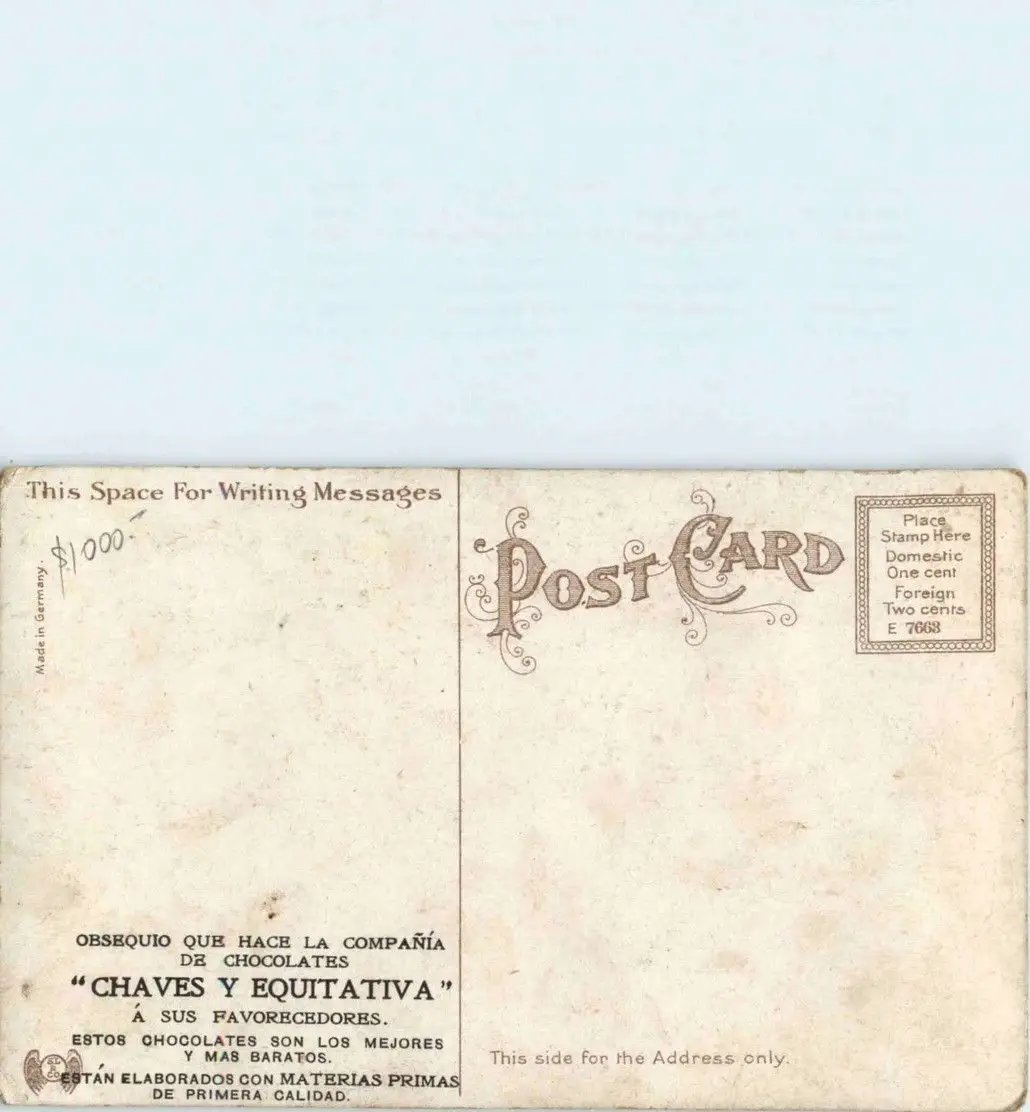 This Space For Writing Messages
$1000
Made in Germany.
POST CARD
Place
Stamp Here
Domestic
One cent
Foreign
Two cents
E 7663
OBSEQUIO QUE HACE LA COMPAÑÍA
DE CHOCOLATES
“CHAVES Y EQUITATIVA”
Á SUS FAVORECEDORES.
ESTOS CHOCOLATES SON LOS MEJORES
Y MAS BARATOS.
ESTÁN ELABORADOS CON MATERIAS PRIMAS
DE PRIMERA CALIDAD.
This side for the Address only.